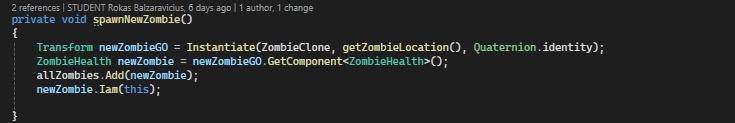 2 references | STUDENT Rokas Balzaravicius, 6 days ago | 1 author, 1 change
private void spawnNewZombie()
{
Transform newZombieGO = Instantiate(ZombieClone, getZombieLocation(), Quaternion.identity);
ZombieHealth newZombie = newZombieGO.GetComponent<ZombieHealth>();
allZombies.Add(newZombie);
newZombie.Iam(this);
}